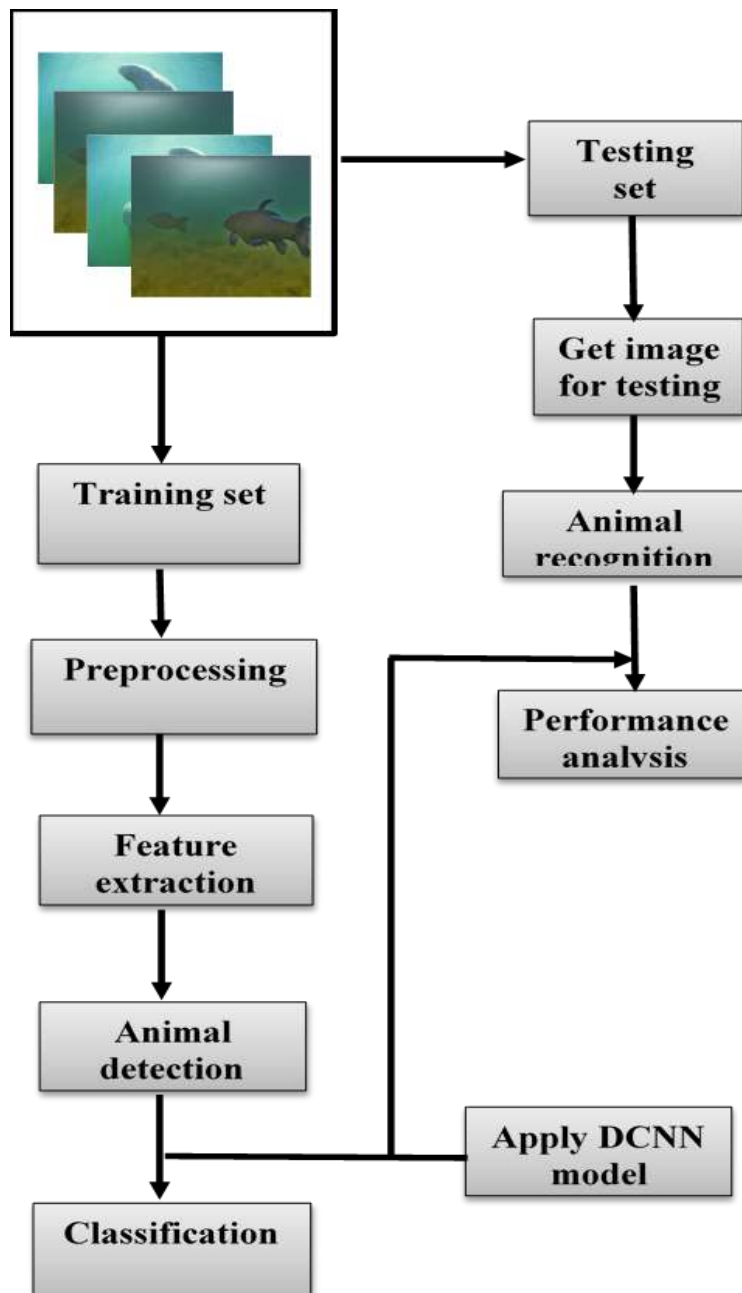 Testing
set
Get image
for testing
Training set
Animal
recognition
Preprocessing
Performance
analysis
Feature
extraction
Animal
detection
Apply DCNN
model
Classification